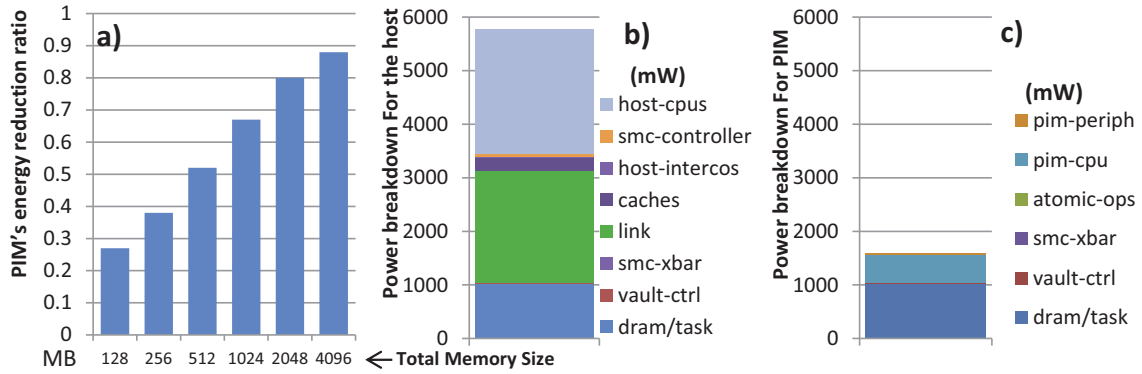 a)
PIM's energy reduction ratio
1
0.9
0.8
0.7
0.6
0.5
0.4
0.3
0.2
0.1
0
MB
128 256 512 1024 2048 4096
Total Memory Size
b)
Power breakdown For the host
6000
5000
4000
3000
2000
1000
0
(mW)
host-cpus
smc-controller
host-intercos
caches
link
smc-xbar
vault-ctrl
dram/task
c)
Power breakdown For PIM
6000
5000
4000
3000
2000
1000
0
(mW)
pim-periph
pim-cpu
atomic-ops
smc-xbar
vault-ctrl
dram/task